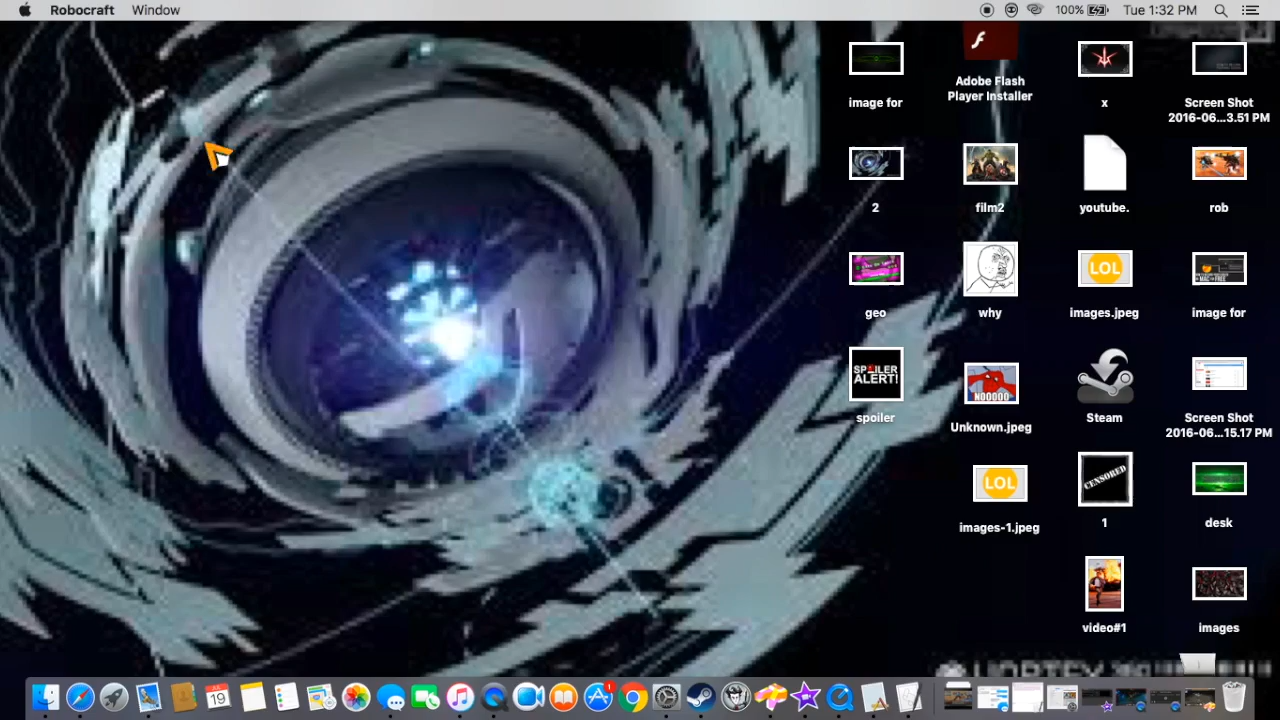 Robocraft Window 100% Tue 1:32 PM
image for
Adobe Flash
Player Installer
x
Screen Shot
2016-06...3.51 PM
2
film2
youtube.
rob
geo
why
LOL
images.jpeg
image for
SPOILER
ALERT!
spoiler
NOOOOO
Unknown.jpeg
Steam
Screen Shot
2016-06...15.17 PM
LOL
images-1.jpeg
CENSORED
1
desk
video#1
images
19
1